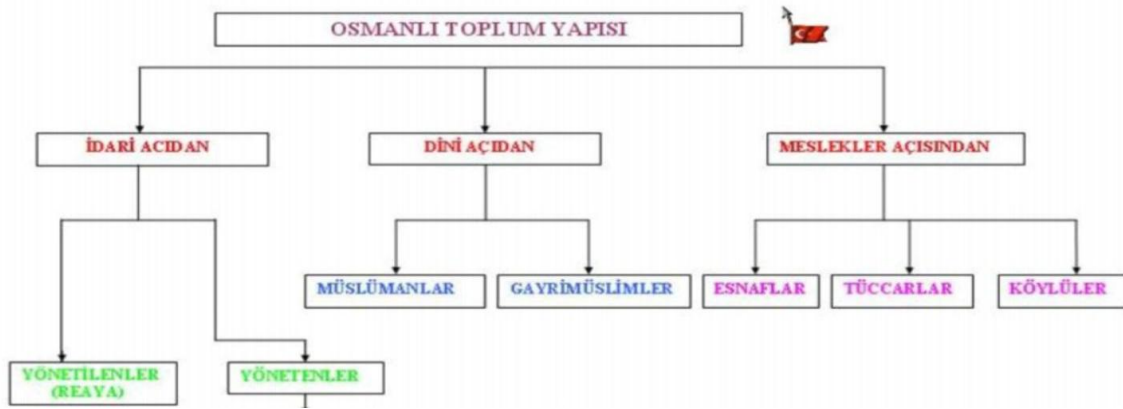 OSMANLI TOPLUM YAPISI
İDARİ ACIDAN
DİNİ AÇIDAN
MESLEKLER AÇISINDAN
MÜSLÜMANLAR
GAYRİMÜSLİMLER
ESNAFLAR
TÜCCARLAR
KÖYLÜLER
YÖNETİLENLER
(REAYA)
YÖNETENLER